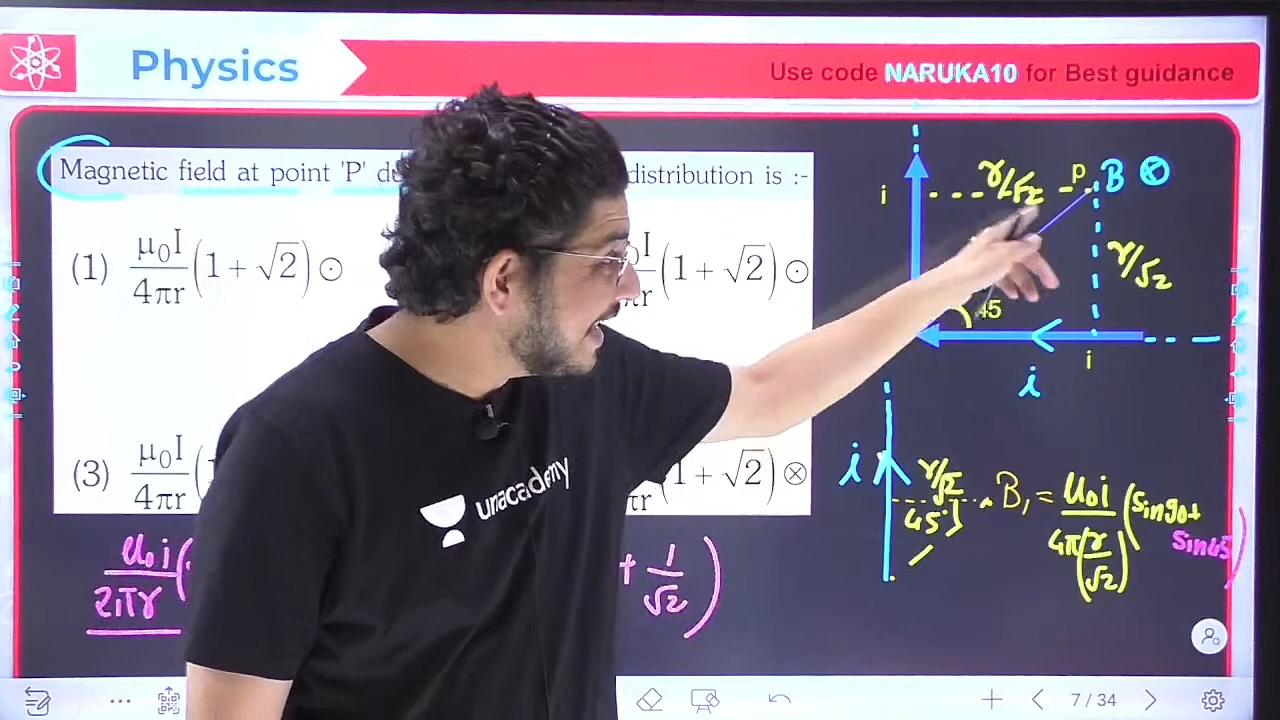 Physics
Use code NARUKA10 for Best guidance
Magnetic field at point 'P' distribution is :-
(1) μ₀I/4πr (1 + √2) ⊙
I (1 + √2) ⊙
(3) μ₀I/4πr
1 + √2) ⊗
μ₀i/2πr (
+ 1/√2 )
unacademy
i
r/√2
P
B ⊗
r/√2
45
i
i
i
r/√2
45°
B₁ = μ₀i/4π(r/√2) (sin90+
sin45)
7 / 34